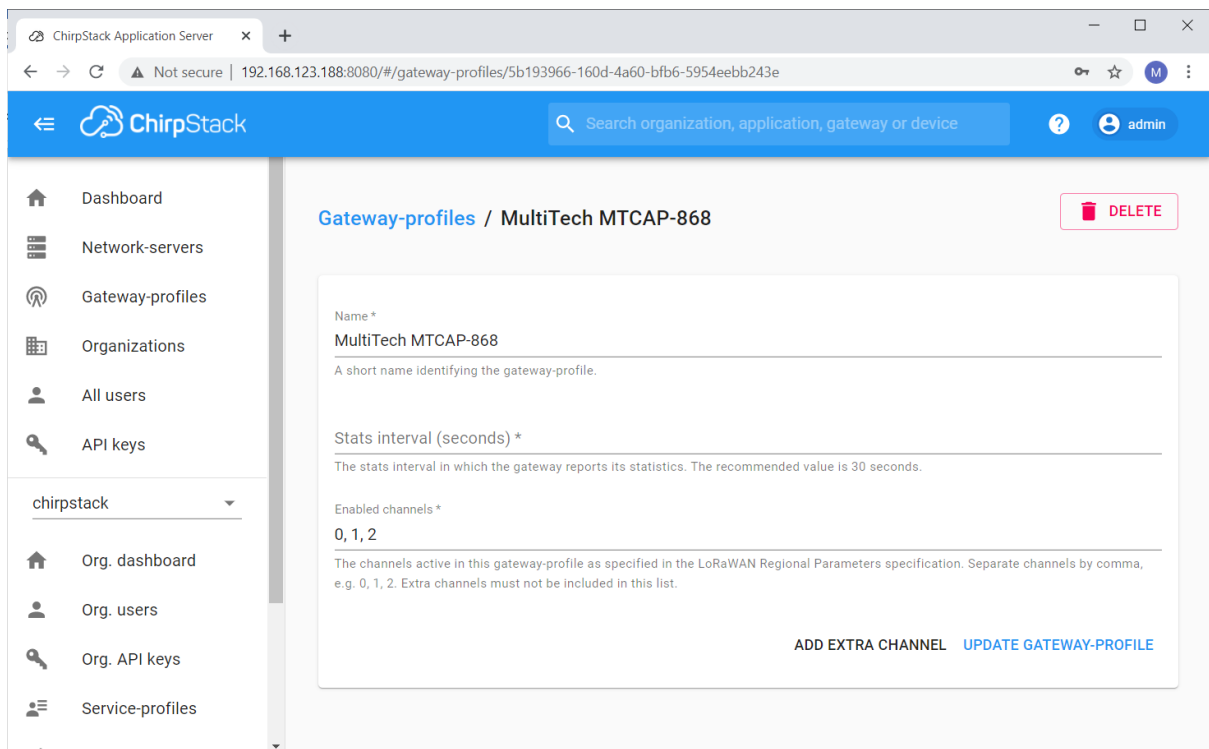 ChirpStack Application Server
Not secure | 192.168.123.188:8080/#/gateway-profiles/5b193966-160d-4a60-bfb6-5954eebb243e
M
ChirpStack
Search organization, application, gateway or device
?
admin
Dashboard
Network-servers
Gateway-profiles
Organizations
All users
API keys
chirpstack
Org. dashboard
Org. users
Org. API keys
Service-profiles
Gateway-profiles / MultiTech MTCAP-868
DELETE
Name *
MultiTech MTCAP-868
A short name identifying the gateway-profile.
Stats interval (seconds) *
The stats interval in which the gateway reports its statistics. The recommended value is 30 seconds.
Enabled channels *
0, 1, 2
The channels active in this gateway-profile as specified in the LoRaWAN Regional Parameters specification. Separate channels by comma,
e.g. 0, 1, 2. Extra channels must not be included in this list.
ADD EXTRA CHANNEL UPDATE GATEWAY-PROFILE